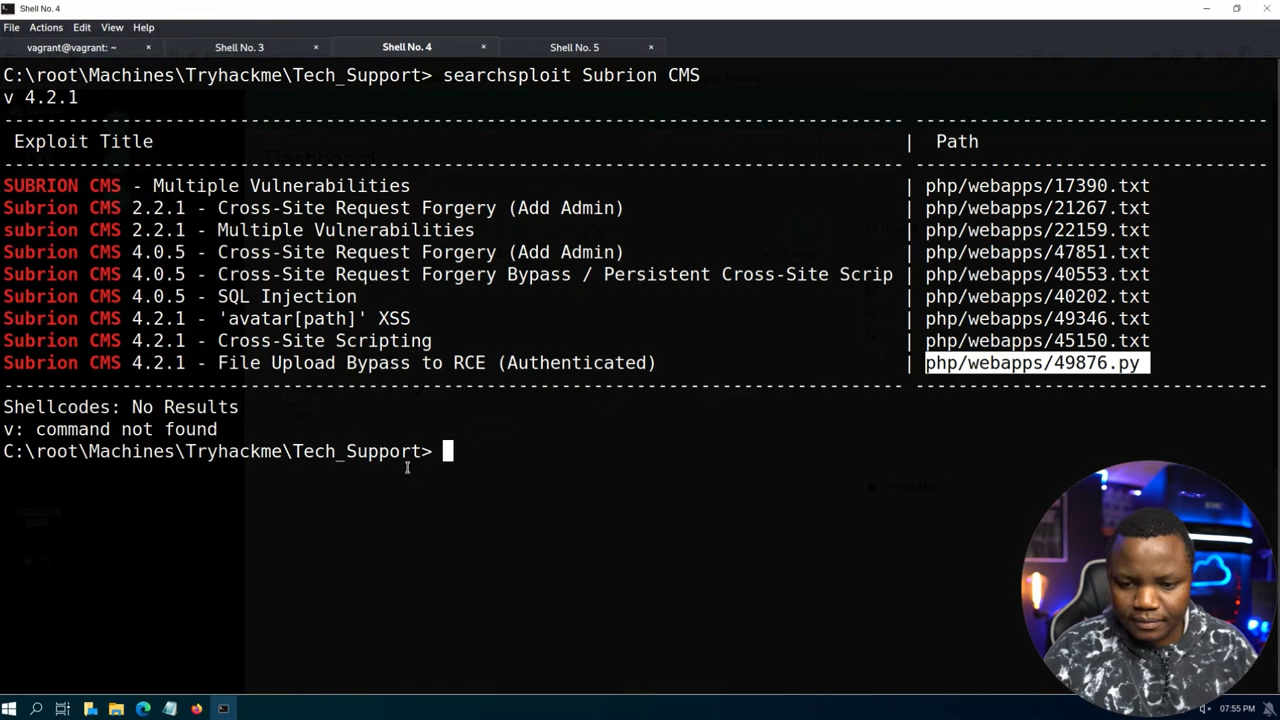 Shell No. 4
File Actions Edit View Help
vagrant@vagrant: ~ × Shell No. 3 × Shell No. 4 × Shell No. 5 ×
C:\root\Machines\Tryhackme\Tech_Support> searchsploit Subrion CMS
v 4.2.1
Exploit Title | Path
SUBRION CMS - Multiple Vulnerabilities | php/webapps/17390.txt
Subrion CMS 2.2.1 - Cross-Site Request Forgery (Add Admin) | php/webapps/21267.txt
subrion CMS 2.2.1 - Multiple Vulnerabilities | php/webapps/22159.txt
Subrion CMS 4.0.5 - Cross-Site Request Forgery (Add Admin) | php/webapps/47851.txt
Subrion CMS 4.0.5 - Cross-Site Request Forgery Bypass / Persistent Cross-Site Scrip | php/webapps/40553.txt
Subrion CMS 4.0.5 - SQL Injection | php/webapps/40202.txt
Subrion CMS 4.2.1 - 'avatar[path]' XSS | php/webapps/49346.txt
Subrion CMS 4.2.1 - Cross-Site Scripting | php/webapps/45150.txt
Subrion CMS 4.2.1 - File Upload Bypass to RCE (Authenticated) | php/webapps/49876.py
Shellcodes: No Results
v: command not found
C:\root\Machines\Tryhackme\Tech_Support>
07:55 PM